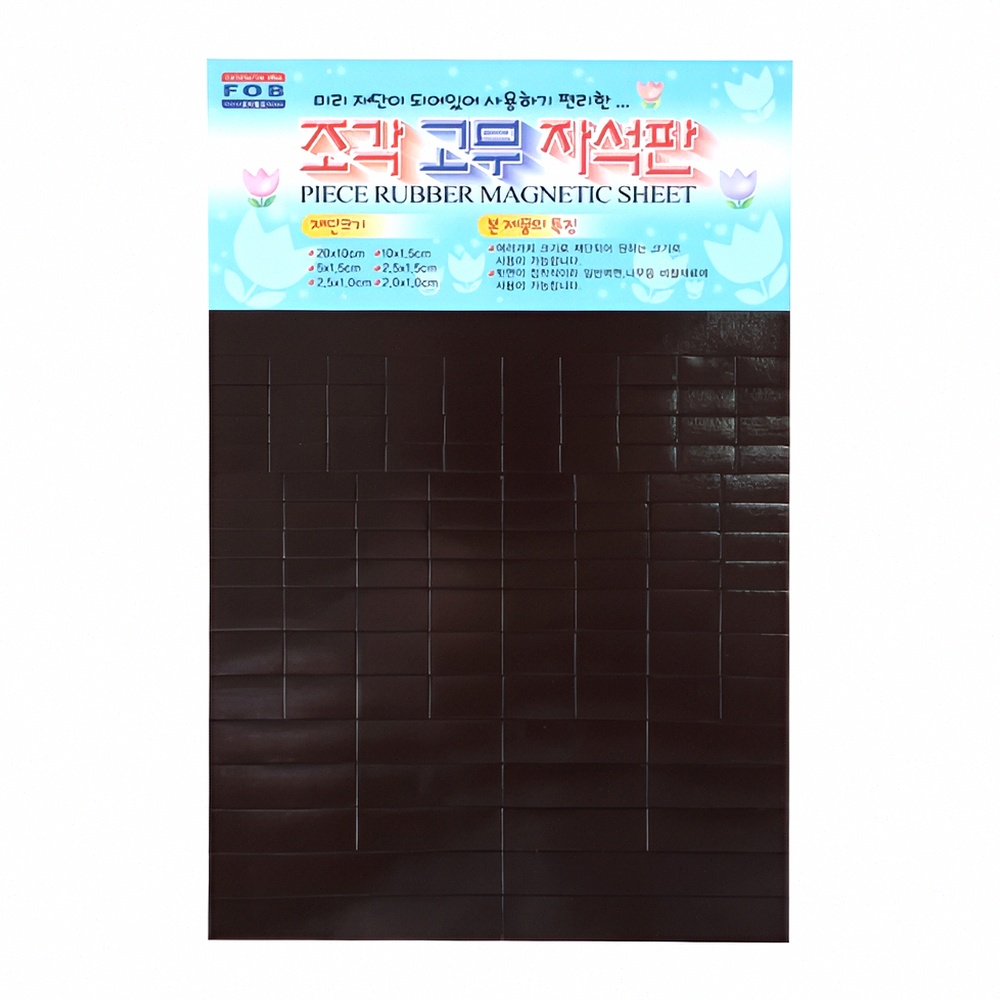 FOB
미리 재단이 되어있어 사용하기 편리한 ...
조각 고무 자석판
PIECE RUBBER MAGNETIC SHEET
재단크기
20x10cm 10x1.5cm
5x1.5cm 2.5x1.5cm
2.5x1.0cm 2.0x1.0cm
본 제품의 특징
여러가지 크기로 재단되어 원하는 크기로
사용이 가능합니다.
뒷면이 접착식이라 일반벽면, 나무등 비철재료에
사용이 가능합니다.